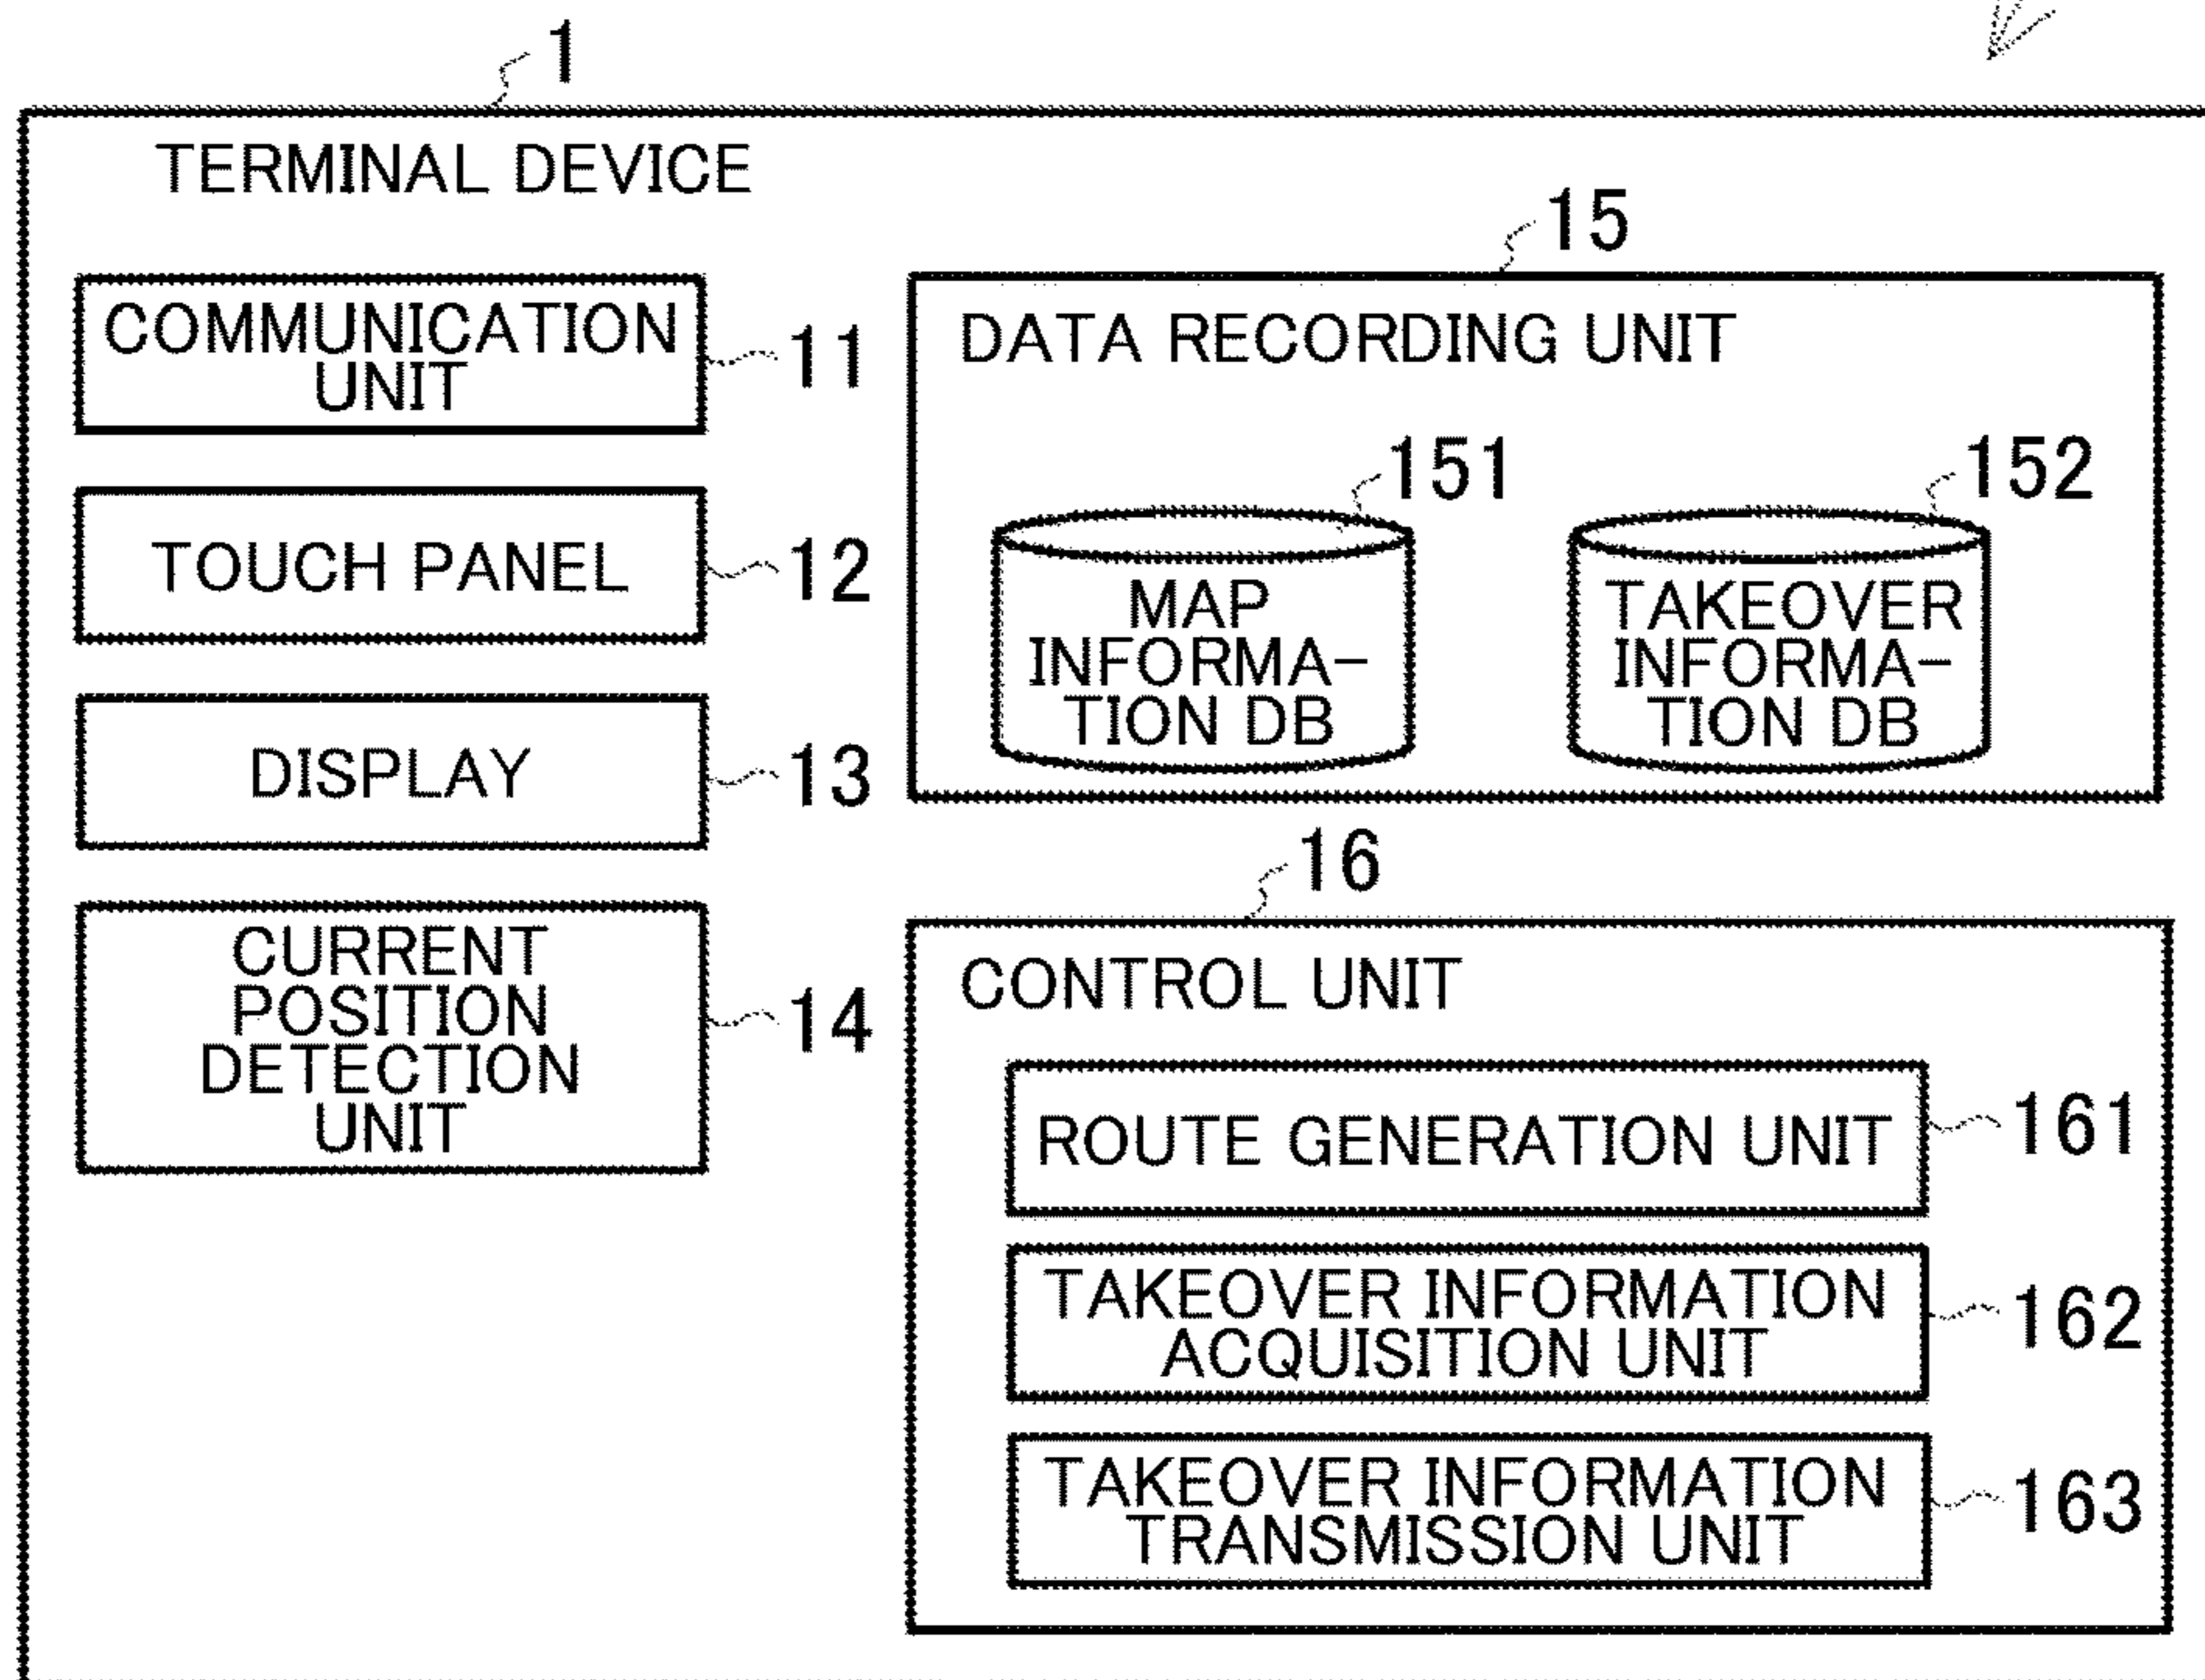 1
TERMINAL DEVICE
COMMUNICATION
UNIT
11
TOUCH PANEL
12
DISPLAY
13
CURRENT
POSITION
DETECTION
UNIT
14
15
DATA RECORDING UNIT
151
MAP
INFORMA-
TION DB
152
TAKEOVER
INFORMA-
TION DB
16
CONTROL UNIT
ROUTE GENERATION UNIT
161
TAKEOVER INFORMATION
ACQUISITION UNIT
162
TAKEOVER INFORMATION
TRANSMISSION UNIT
163